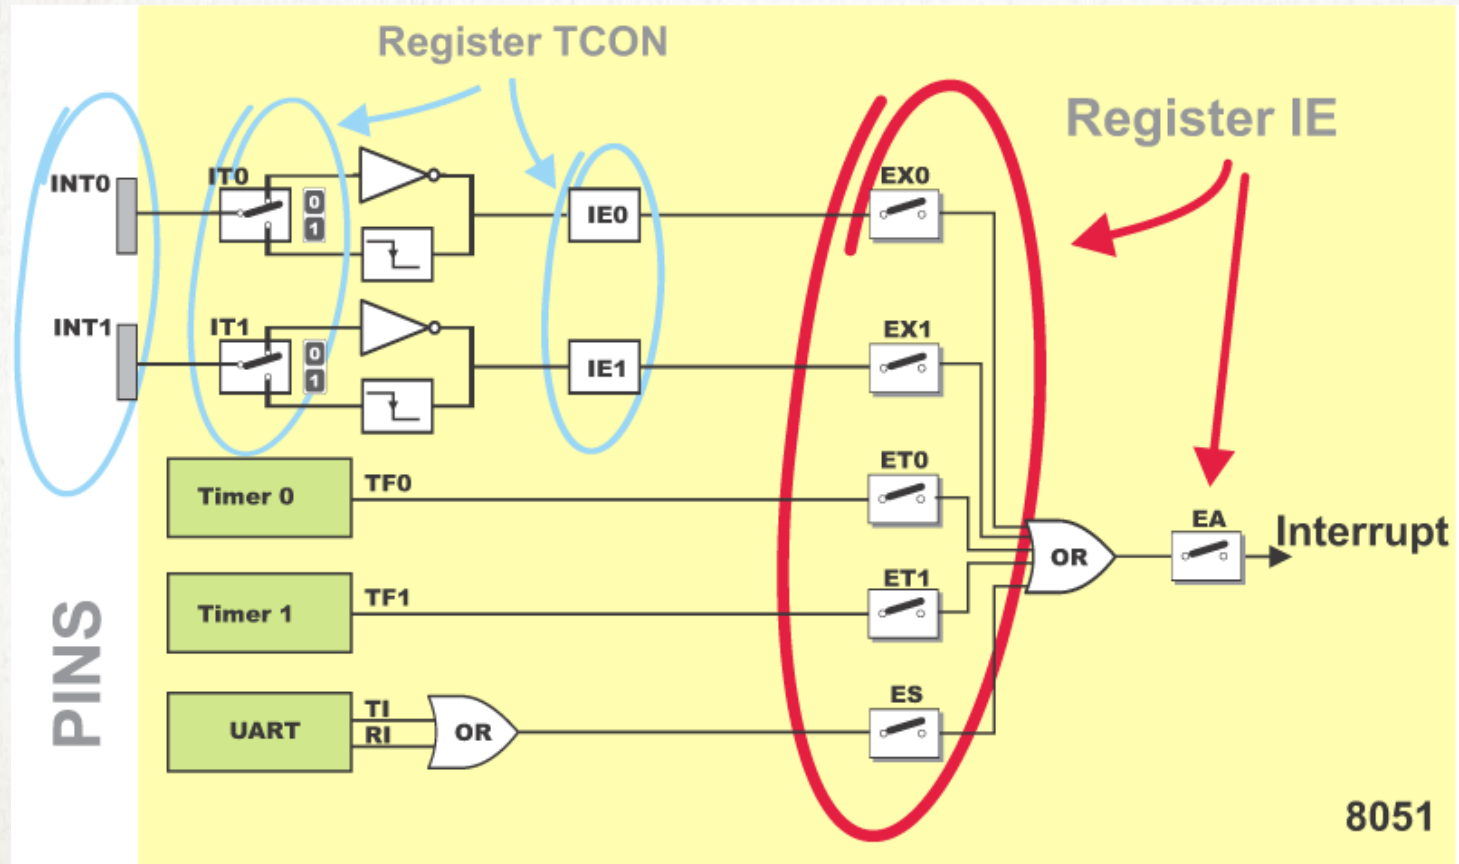 Register TCON
Register IE
INT0
IT0
0
1
IE0
EX0
INT1
IT1
0
1
IE1
EX1
Timer 0
TF0
ET0
OR
EA
Interrupt
Timer 1
TF1
ET1
UART
TI
RI
OR
ES
PINS
8051